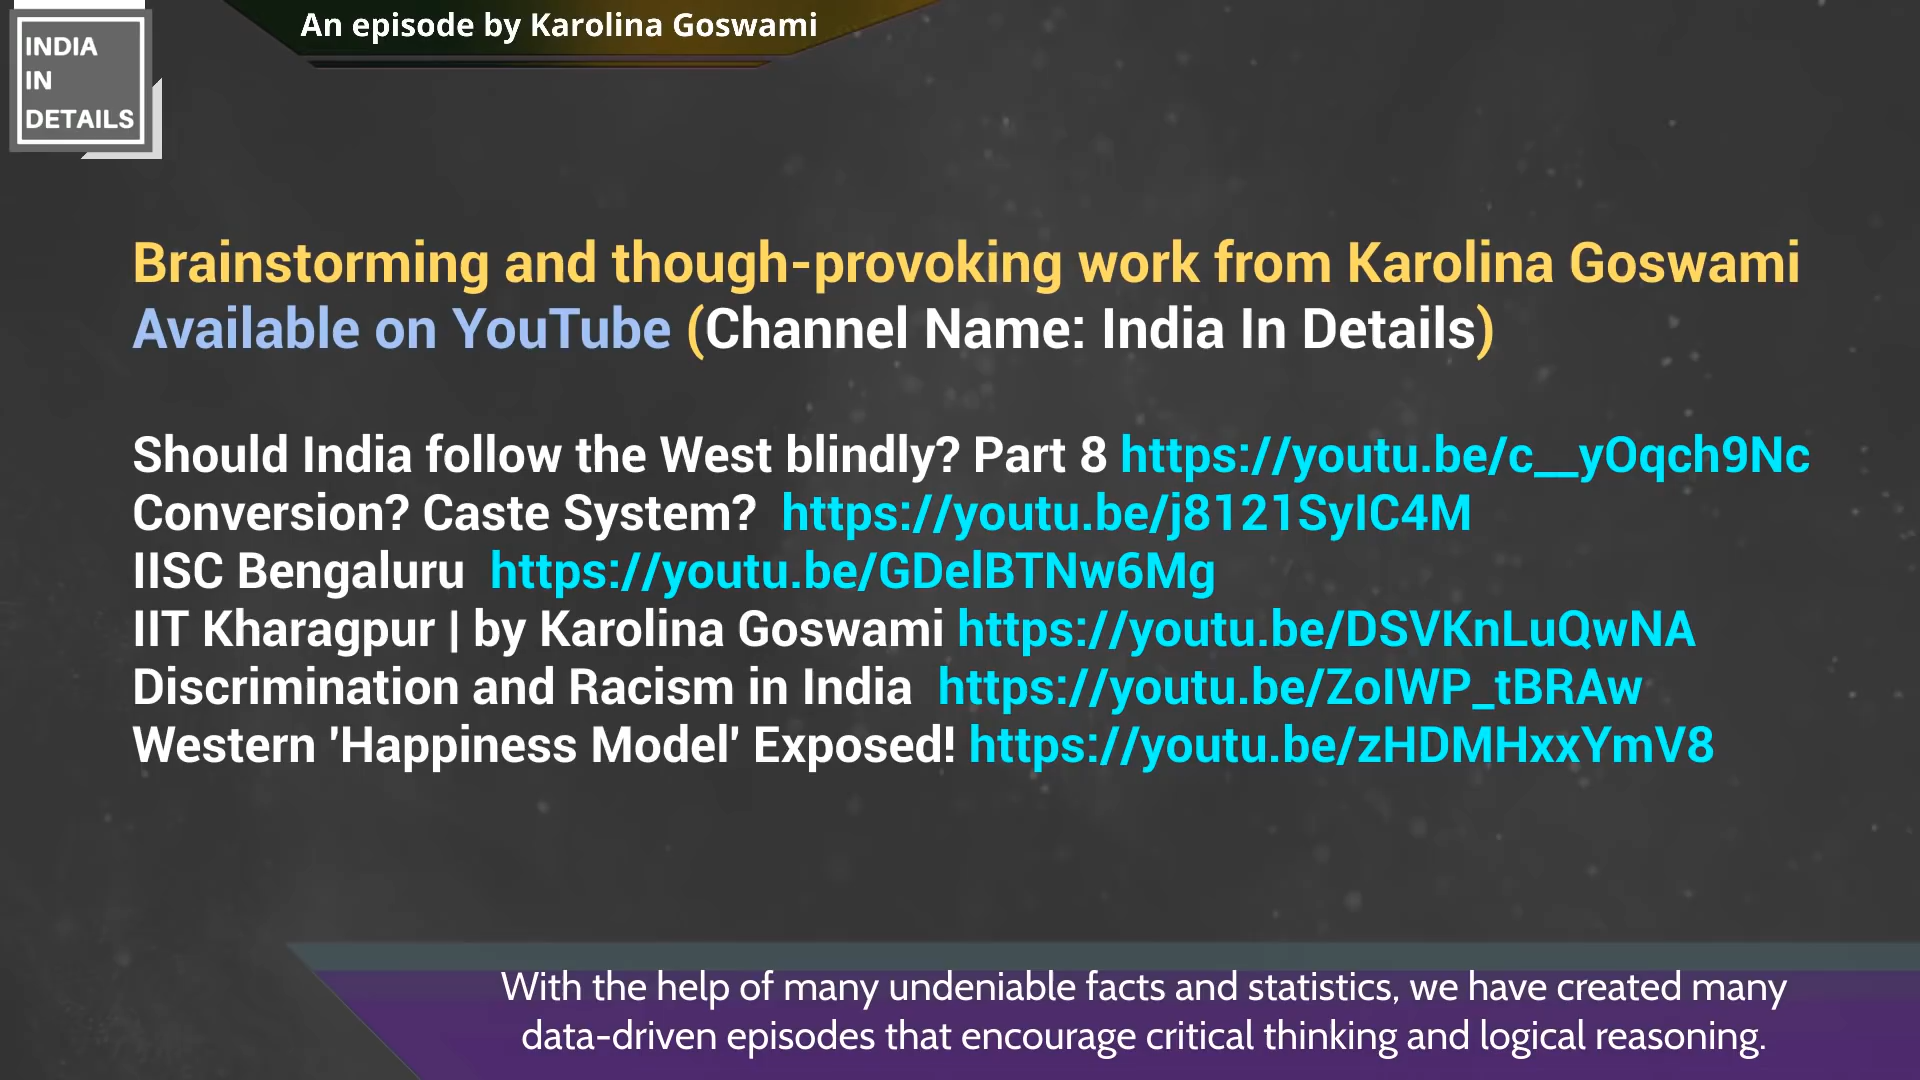 An episode by Karolina Goswami
INDIA
IN
DETAILS
Brainstorming and though-provoking work from Karolina Goswami
Available on YouTube (Channel Name: India In Details)
Should India follow the West blindly? Part 8 https://youtu.be/c__yOqch9Nc
Conversion? Caste System? https://youtu.be/j8121SyIC4M
IISC Bengaluru https://youtu.be/GDelBTNw6Mg
IIT Kharagpur | by Karolina Goswami https://youtu.be/DSVKnLuQwNA
Discrimination and Racism in India https://youtu.be/ZoIWP_tBRAw
Western 'Happiness Model' Exposed! https://youtu.be/zHDMHxxYmV8
With the help of many undeniable facts and statistics, we have created many
data-driven episodes that encourage critical thinking and logical reasoning.